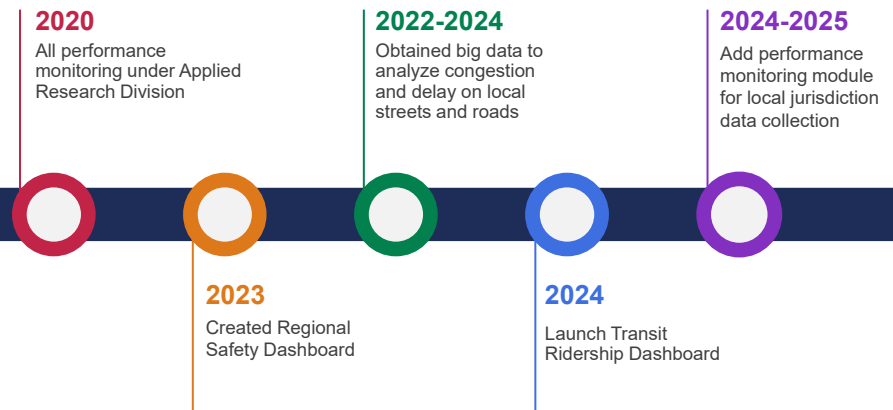 2020
All performance
monitoring under Applied
Research Division
2023
Created Regional
Safety Dashboard
2022-2024
Obtained big data to
analyze congestion
and delay on local
streets and roads
2024
Launch Transit
Ridership Dashboard
2024-2025
Add performance
monitoring module
for local jurisdiction
data collection